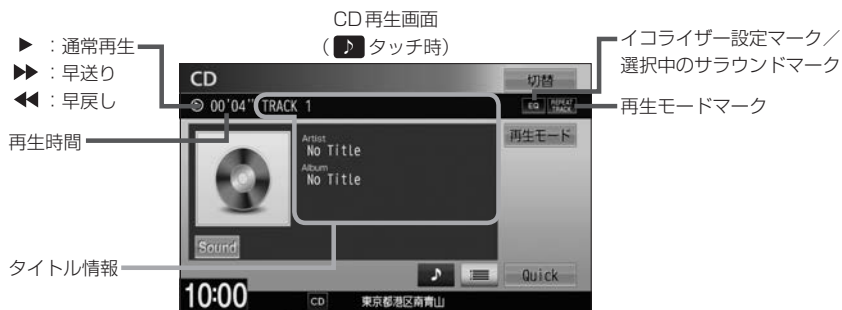 CD再生画面
(♪タッチ時)
▶：通常再生
▶▶：早送り
◀◀：早戻し
再生時間
タイトル情報
イコライザー設定マーク／
選択中のサラウンドマーク
再生モードマーク
CD
切替
00'04" TRACK 1
EQ
REPEAT TRACK
再生モード
Artist
No Title
Album
No Title
Sound
♪
Quick
10:00
CD
東京都港区南青山